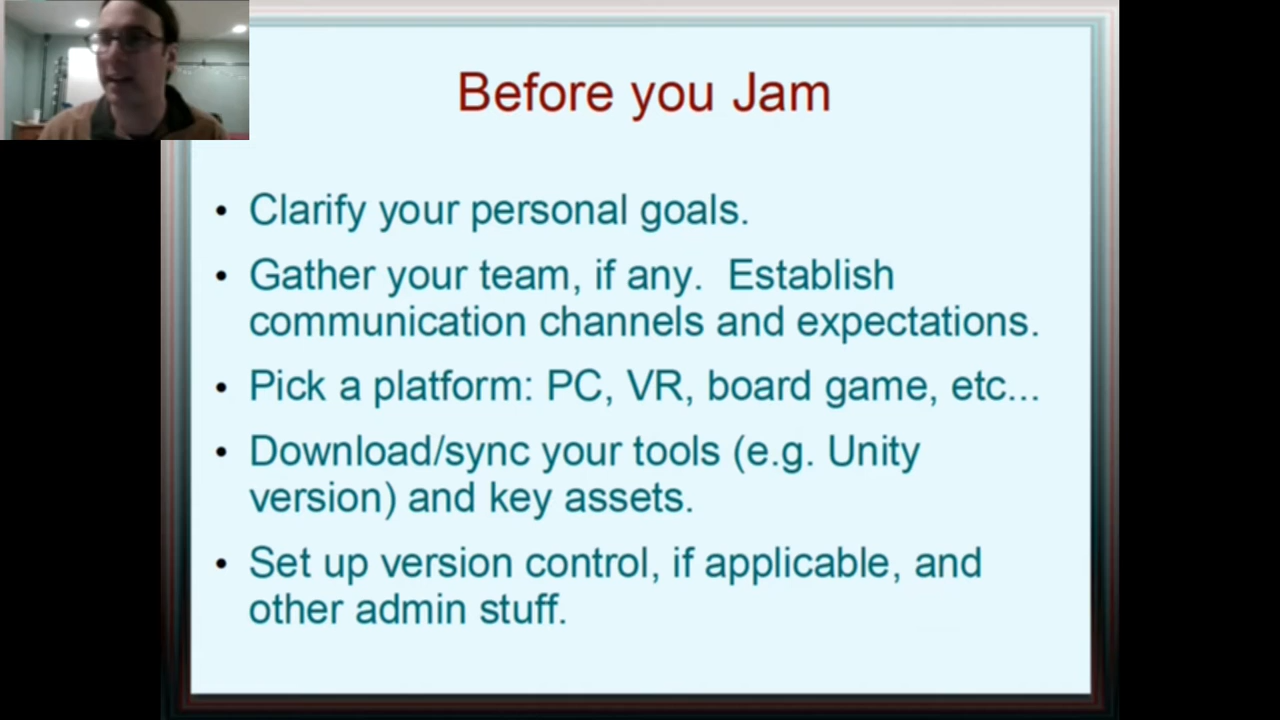 Before you Jam
• Clarify your personal goals.
• Gather your team, if any.  Establish
communication channels and expectations.
• Pick a platform: PC, VR, board game, etc...
• Download/sync your tools (e.g. Unity
version) and key assets.
• Set up version control, if applicable, and
other admin stuff.